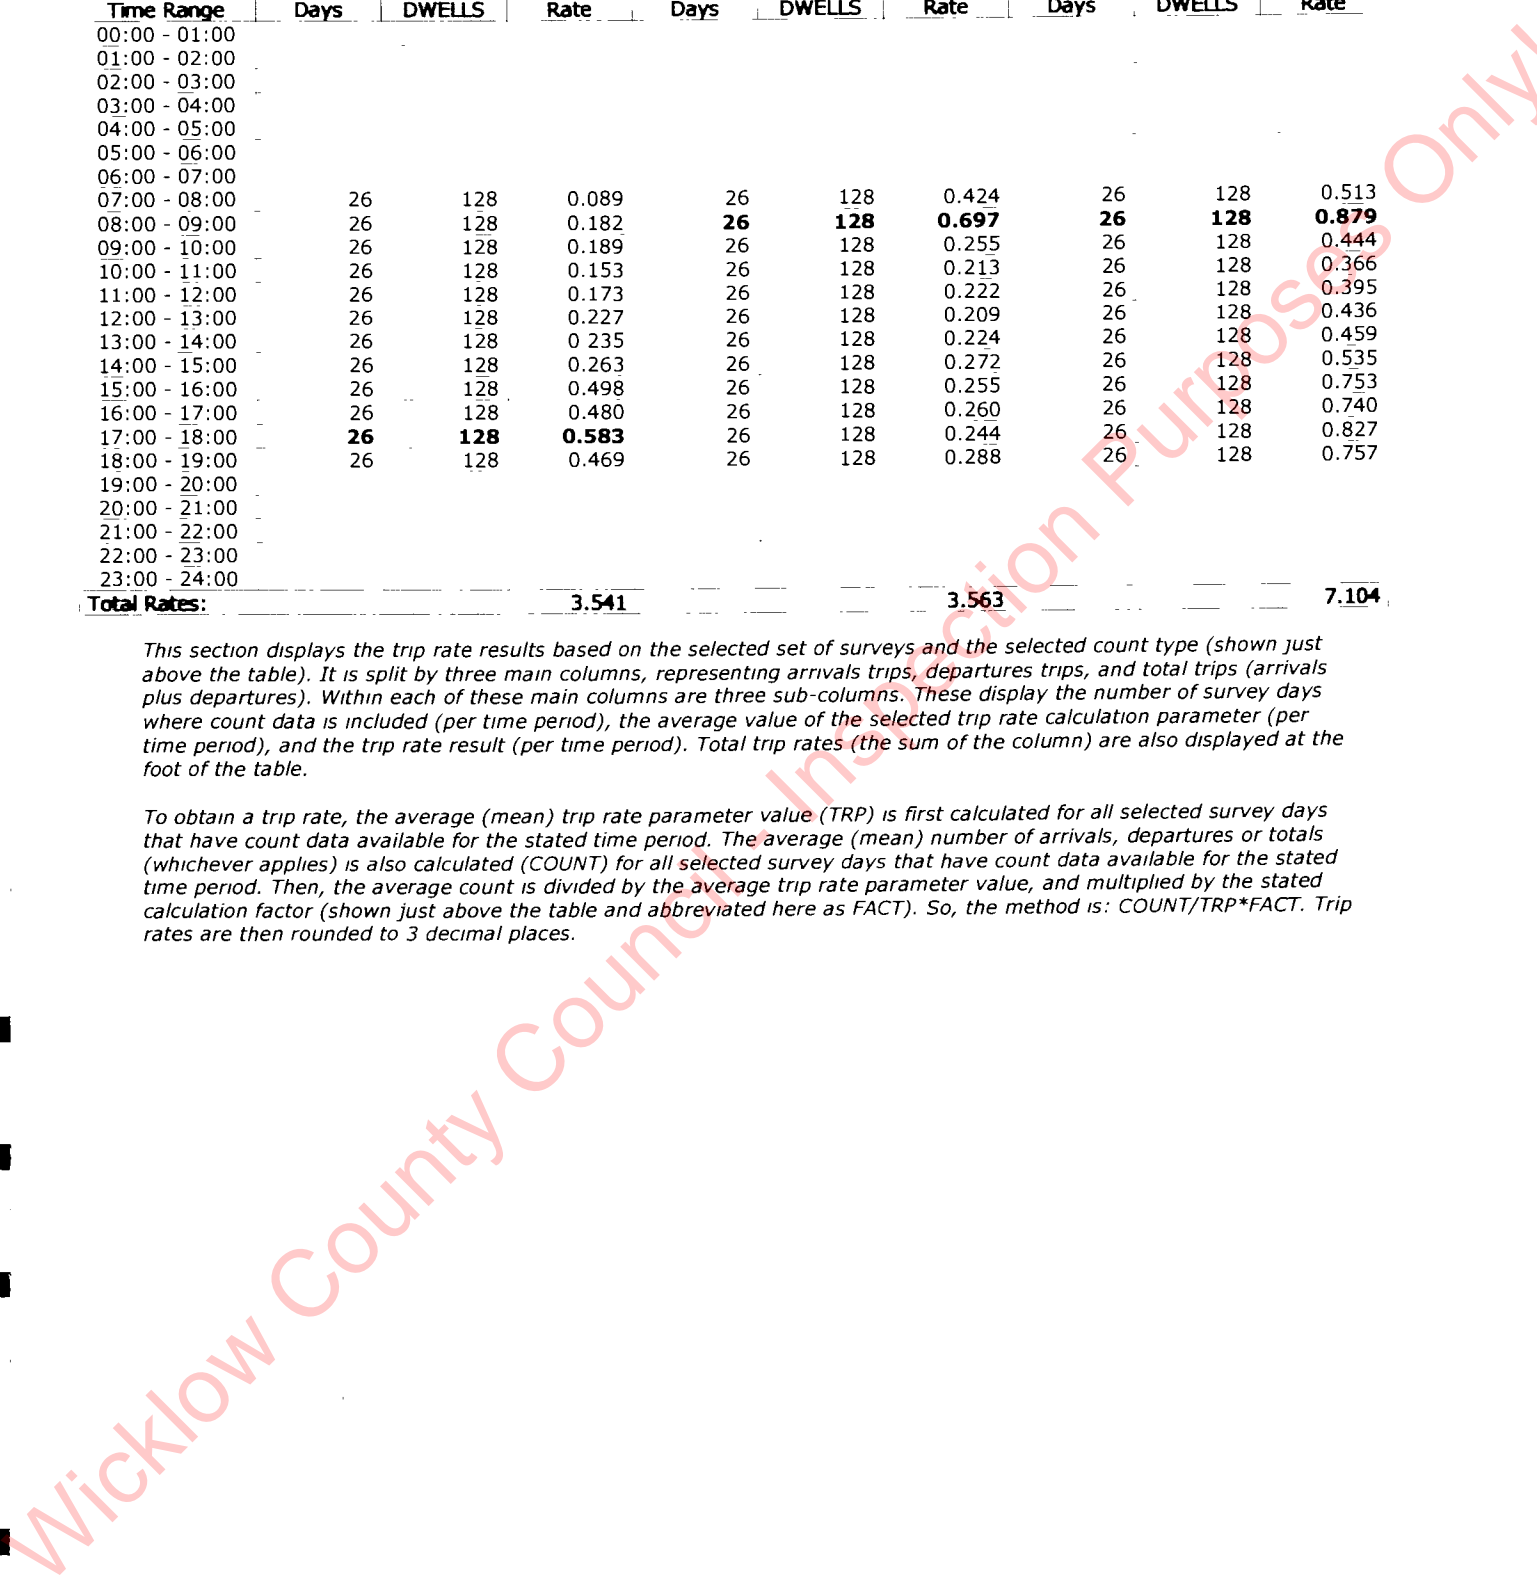 Time Range Days DWELLS Rate Days DWELLS Rate Days DWELLS Rate
00:00 - 01:00
01:00 - 02:00
02:00 - 03:00
03:00 - 04:00
04:00 - 05:00
05:00 - 06:00
06:00 - 07:00
07:00 - 08:00 26 128 0.089 26 128 0.424 26 128 0.513
08:00 - 09:00 26 128 0.182 26 128 0.697 26 128 0.879
09:00 - 10:00 26 128 0.189 26 128 0.255 26 128 0.444
10:00 - 11:00 26 128 0.153 26 128 0.213 26 128 0.366
11:00 - 12:00 26 128 0.173 26 128 0.222 26 128 0.395
12:00 - 13:00 26 128 0.227 26 128 0.209 26 128 0.436
13:00 - 14:00 26 128 0 235 26 128 0.224 26 128 0.459
14:00 - 15:00 26 128 0.263 26 128 0.272 26 128 0.535
15:00 - 16:00 26 128 0.498 26 128 0.255 26 128 0.753
16:00 - 17:00 26 128 0.480 26 128 0.260 26 128 0.740
17:00 - 18:00 26 128 0.583 26 128 0.244 26 128 0.827
18:00 - 19:00 26 128 0.469 26 128 0.288 26 128 0.757
19:00 - 20:00
20:00 - 21:00
21:00 - 22:00
22:00 - 23:00
23:00 - 24:00
Total Rates: 3.541 3.563 7.104
This section displays the trip rate results based on the selected set of surveys and the selected count type (shown just
above the table). It is split by three main columns, representing arrivals trips, departures trips, and total trips (arrivals
plus departures). Within each of these main columns are three sub-columns. These display the number of survey days
where count data is included (per time period), the average value of the selected trip rate calculation parameter (per
time period), and the trip rate result (per time period). Total trip rates (the sum of the column) are also displayed at the
foot of the table.
To obtain a trip rate, the average (mean) trip rate parameter value (TRP) is first calculated for all selected survey days
that have count data available for the stated time period. The average (mean) number of arrivals, departures or totals
(whichever applies) is also calculated (COUNT) for all selected survey days that have count data available for the stated
time period. Then, the average count is divided by the average trip rate parameter value, and multiplied by the stated
calculation factor (shown just above the table and abbreviated here as FACT). So, the method is: COUNT/TRP*FACT. Trip
rates are then rounded to 3 decimal places.
Wicklow County Council - Inspection Purposes Only!